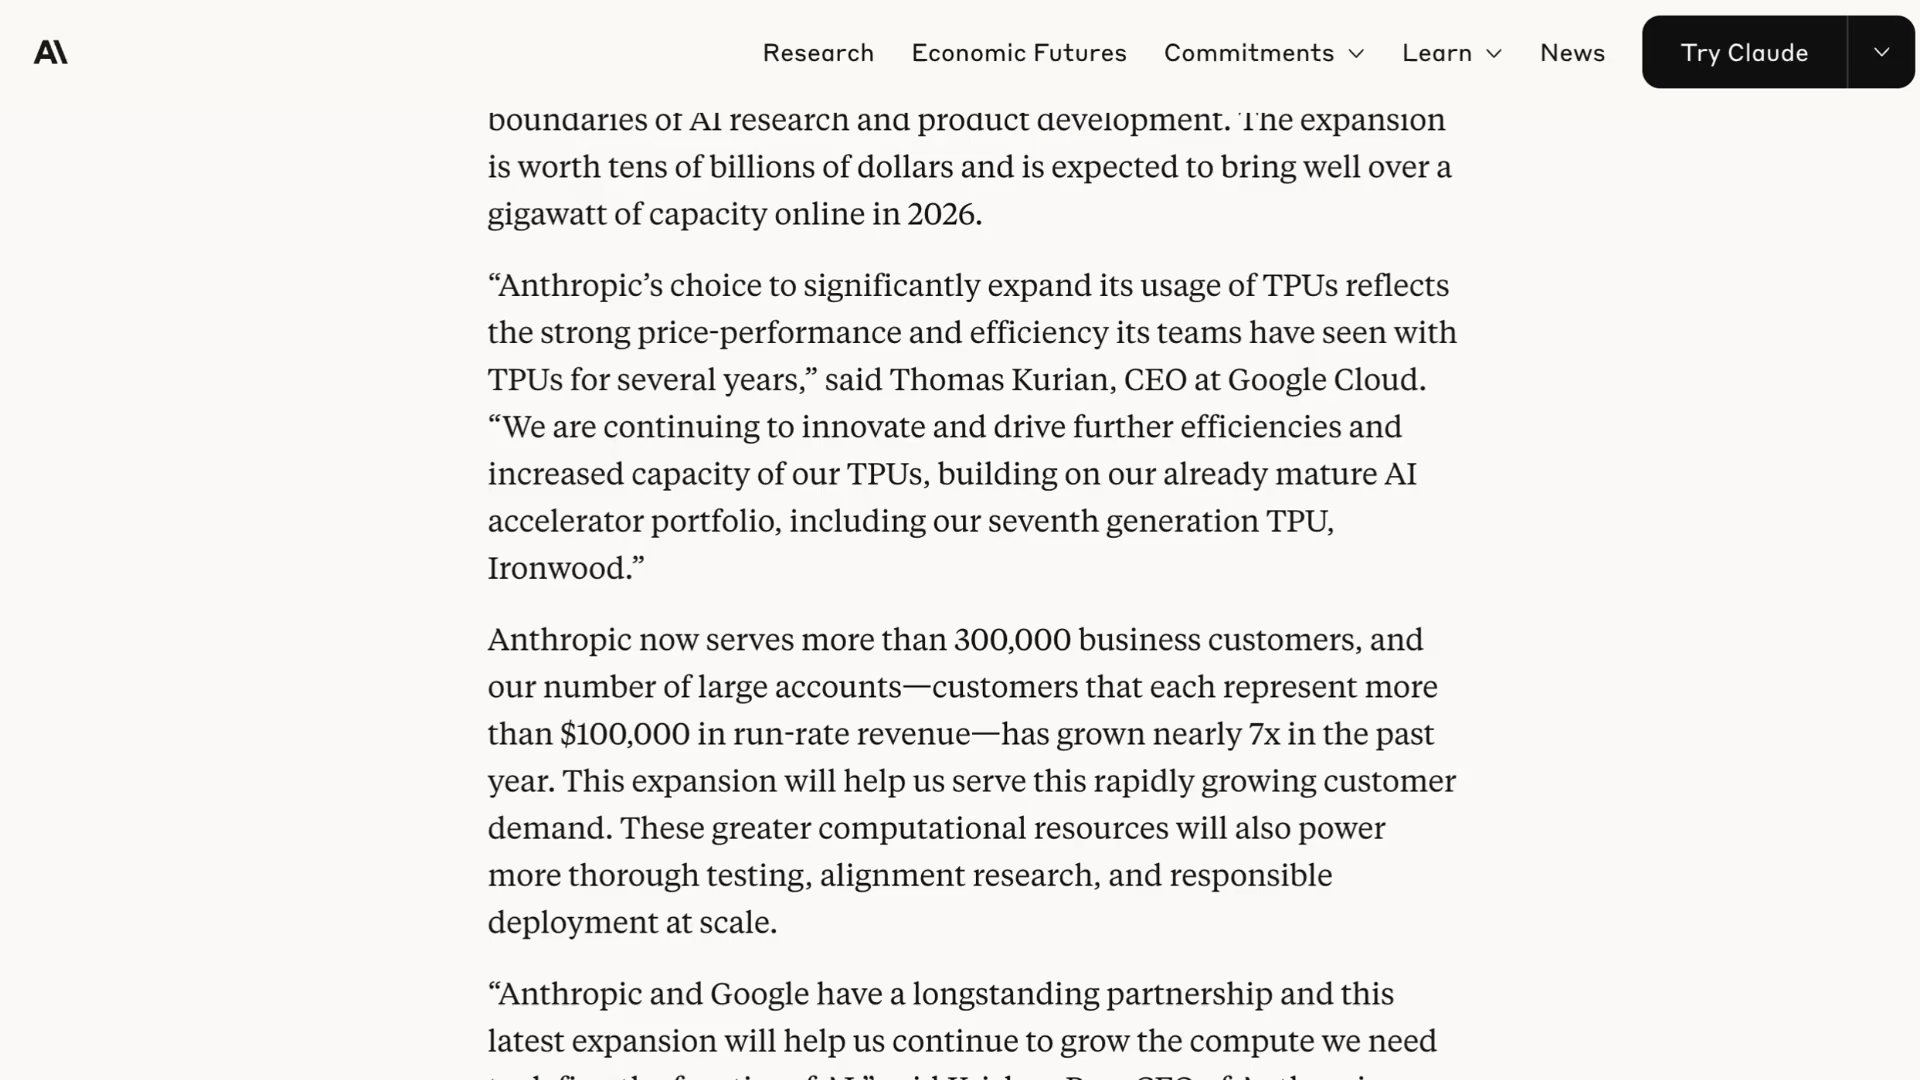 Research
Economic Futures
Commitments
Learn
News
Try Claude
boundaries of AI research and product development. The expansion
is worth tens of billions of dollars and is expected to bring well over a
gigawatt of capacity online in 2026.
“Anthropic’s choice to significantly expand its usage of TPUs reflects
the strong price-performance and efficiency its teams have seen with
TPUs for several years,” said Thomas Kurian, CEO at Google Cloud.
“We are continuing to innovate and drive further efficiencies and
increased capacity of our TPUs, building on our already mature AI
accelerator portfolio, including our seventh generation TPU,
Ironwood.”
Anthropic now serves more than 300,000 business customers, and
our number of large accounts—customers that each represent more
than $100,000 in run-rate revenue—has grown nearly 7x in the past
year. This expansion will help us serve this rapidly growing customer
demand. These greater computational resources will also power
more thorough testing, alignment research, and responsible
deployment at scale.
“Anthropic and Google have a longstanding partnership and this
latest expansion will help us continue to grow the compute we need